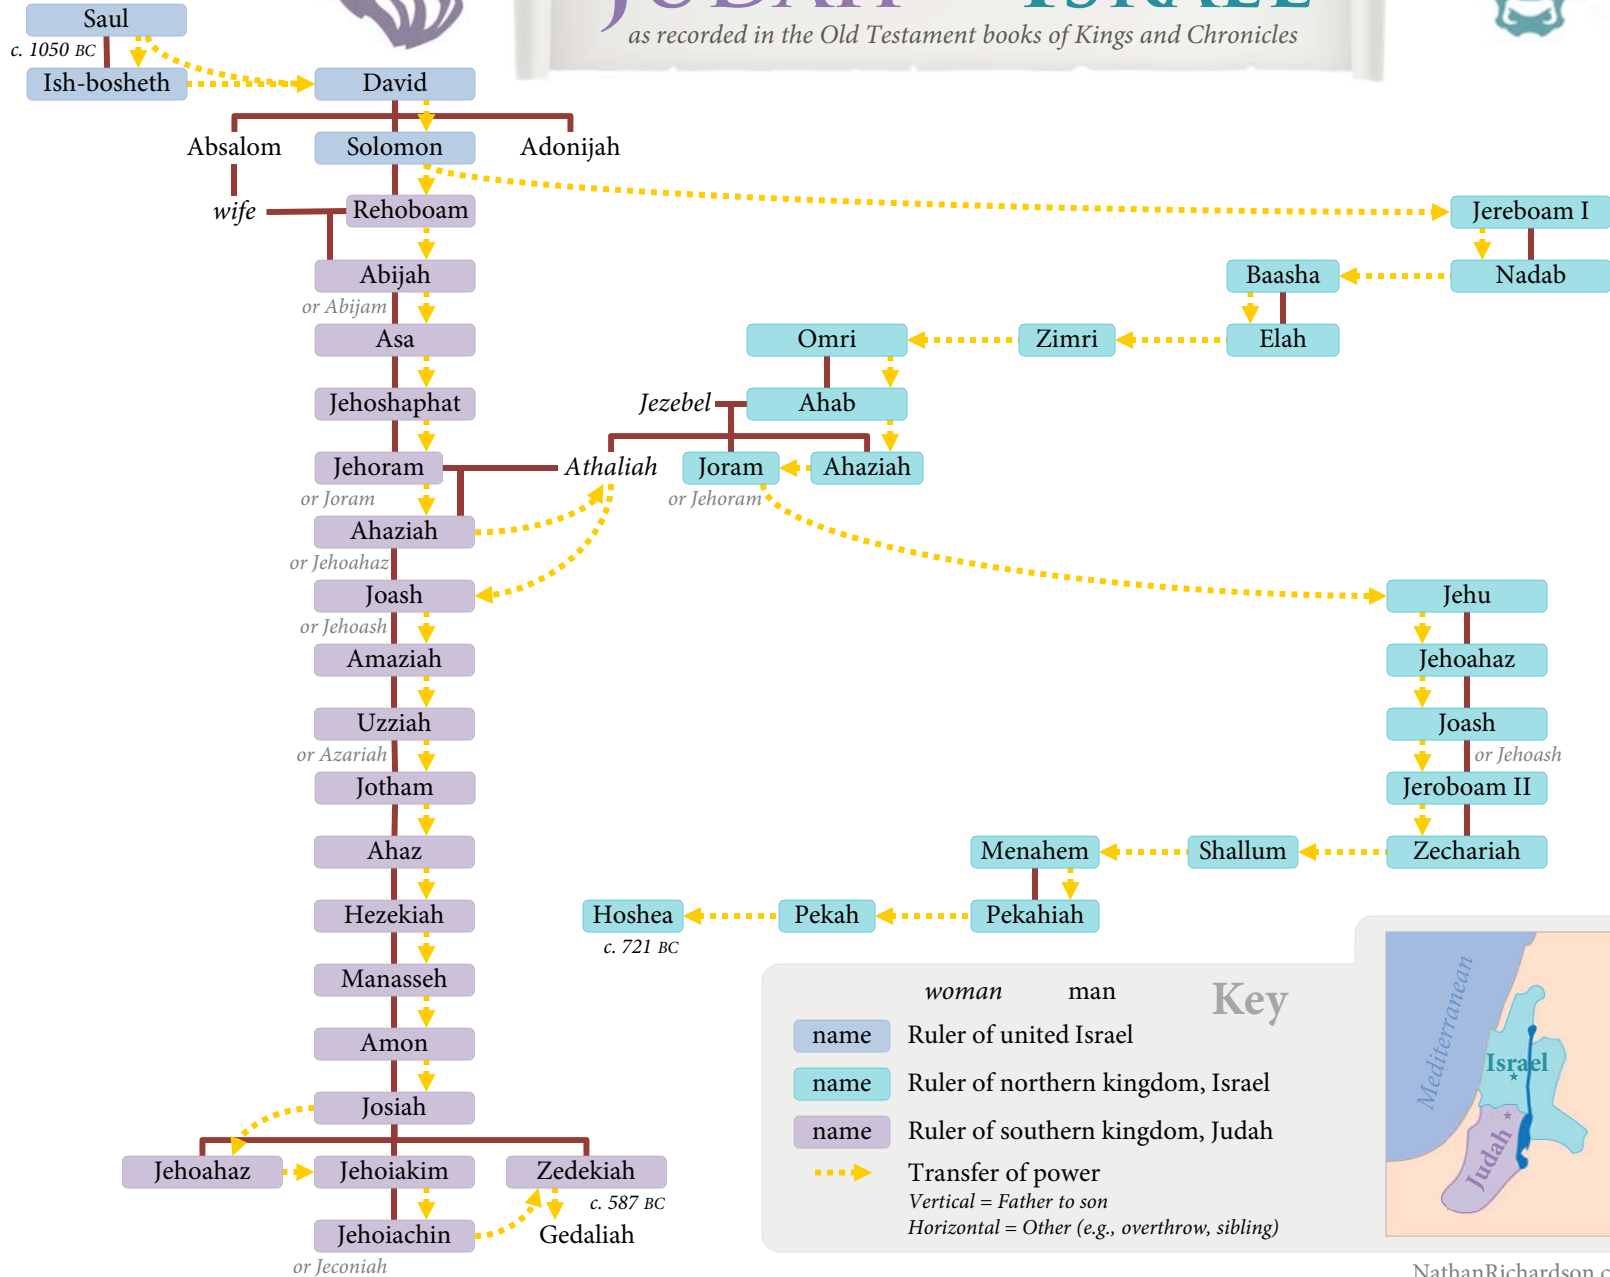 JUDAH ISRAEL
as recorded in the Old Testament books of Kings and Chronicles
Saul
c. 1050 BC
Ish-bosheth
David
Absalom
Solomon
Adonijah
wife
Rehoboam
Jereboam I
Abijah
or Abijam
Baasha
Nadab
Asa
Omri
Zimri
Elah
Jehoshaphat
Jezebel
Ahab
Jehoram
or Joram
Athaliah
Joram
or Jehoram
Ahaziah
Ahaziah
or Jehoahaz
Joash
or Jehoash
Jehu
Amaziah
Jehoahaz
Uzziah
or Azariah
Joash
or Jehoash
Jotham
Jeroboam II
Ahaz
Menahem
Shallum
Zechariah
Hezekiah
Hoshea
c. 721 BC
Pekah
Pekahiah
Manasseh
Amon
Josiah
Jehoahaz
Jehoiakim
Zedekiah
c. 587 BC
Jehoiachin
or Jeconiah
Gedaliah
woman man
Key
name Ruler of united Israel
name Ruler of northern kingdom, Israel
name Ruler of southern kingdom, Judah
Transfer of power
Vertical = Father to son
Horizontal = Other (e.g., overthrow, sibling)
Mediterranean
Israel
Judah
NathanRichardson.c